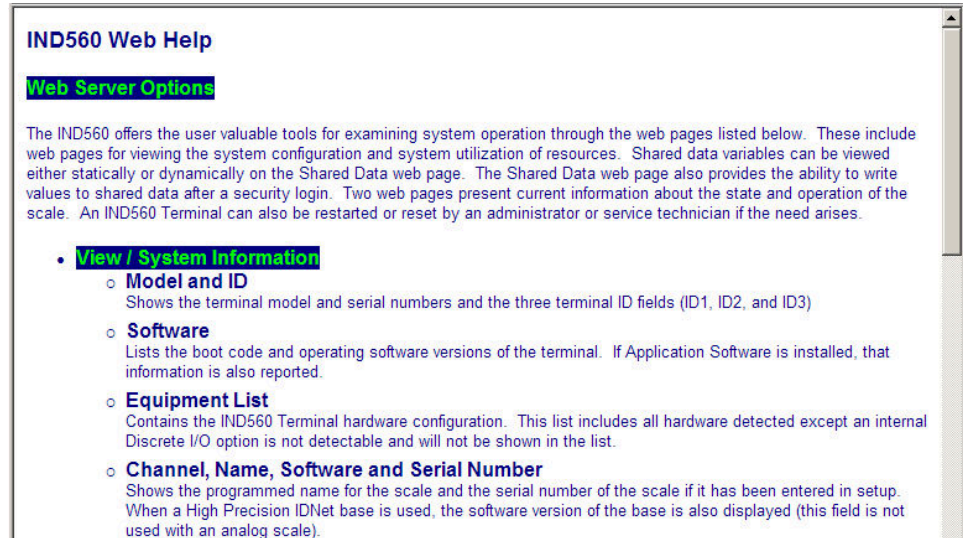 IND560 Web Help
Web Server Options
The IND560 offers the user valuable tools for examining system operation through the web pages listed below. These include
web pages for viewing the system configuration and system utilization of resources. Shared data variables can be viewed
either statically or dynamically on the Shared Data web page. The Shared Data web page also provides the ability to write
values to shared data after a security login. Two web pages present current information about the state and operation of the
scale. An IND560 Terminal can also be restarted or reset by an administrator or service technician if the need arises.
• View / System Information
o Model and ID
Shows the terminal model and serial numbers and the three terminal ID fields (ID1, ID2, and ID3)
o Software
Lists the boot code and operating software versions of the terminal. If Application Software is installed, that
information is also reported.
o Equipment List
Contains the IND560 Terminal hardware configuration. This list includes all hardware detected except an internal
Discrete I/O option is not detectable and will not be shown in the list.
o Channel, Name, Software and Serial Number
Shows the programmed name for the scale and the serial number of the scale if it has been entered in setup.
When a High Precision IDNet base is used, the software version of the base is also displayed (this field is not
used with an analog scale).